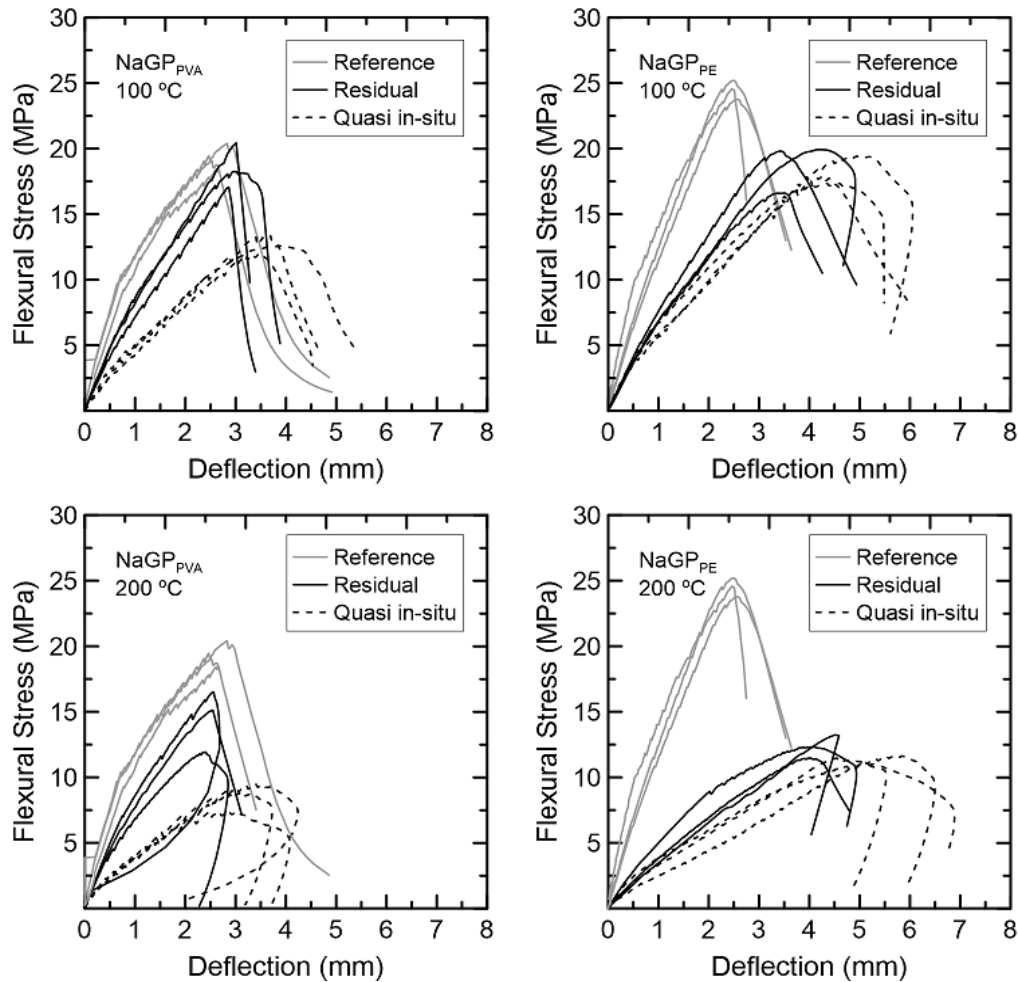 30
25
20
15
10
5
Flexural Stress (MPa)
NaGP_PVA
100 ºC
Reference
Residual
Quasi in-situ
0 1 2 3 4 5 6 7 8
Deflection (mm)
30
25
20
15
10
5
Flexural Stress (MPa)
NaGP_PE
100 ºC
Reference
Residual
Quasi in-situ
0 1 2 3 4 5 6 7 8
Deflection (mm)
30
25
20
15
10
5
Flexural Stress (MPa)
NaGP_PVA
200 ºC
Reference
Residual
Quasi in-situ
0 1 2 3 4 5 6 7 8
Deflection (mm)
30
25
20
15
10
5
Flexural Stress (MPa)
NaGP_PE
200 ºC
Reference
Residual
Quasi in-situ
0 1 2 3 4 5 6 7 8
Deflection (mm)